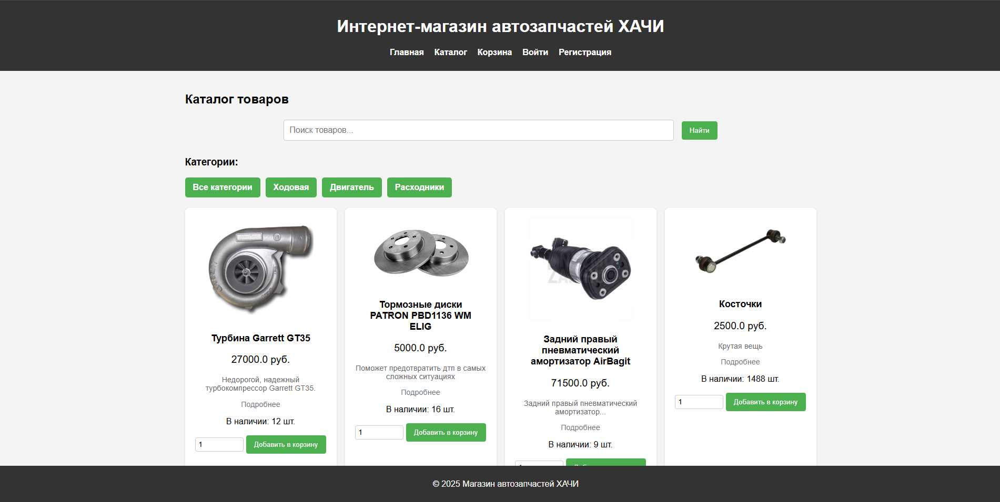 Интернет-магазин автозапчастей ХАЧИ
Главная Каталог Корзина Войти Регистрация
Каталог товаров
Поиск товаров...
Найти
Категории:
Все категории
Ходовая
Двигатель
Расходники
Турбина Garrett GT35
27000.0 руб.
Недорогой, надежный
турбокомпрессор Garrett GT35.
Подробнее
В наличии: 12 шт.
1
Добавить в корзину
Тормозные диски
PATRON PBD1136 WM
ELIG
5000.0 руб.
Поможет предотвратить дтп в самых
сложных ситуациях
Подробнее
В наличии: 16 шт.
1
Добавить в корзину
Задний правый
пневматический
амортизатор AirBagit
71500.0 руб.
Задний правый пневматический
амортизатор...
Подробнее
В наличии: 9 шт.
Косточки
2500.0 руб.
Крутая вещь
Подробнее
В наличии: 1488 шт.
1
Добавить в корзину
© 2025 Магазин автозапчастей ХАЧИ